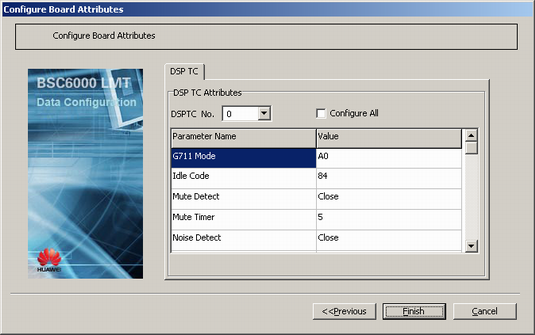 Configure Board Attributes
Configure Board Attributes
BSC6000 LMT
Data Configuration
HUAWEI
DSP TC
DSP TC Attributes
DSPTC No. 0 Configure All
Parameter Name Value
G711 Mode A0
Idle Code 84
Mute Detect Close
Mute Timer 5
Noise Detect Close
<<Previous Finish Cancel